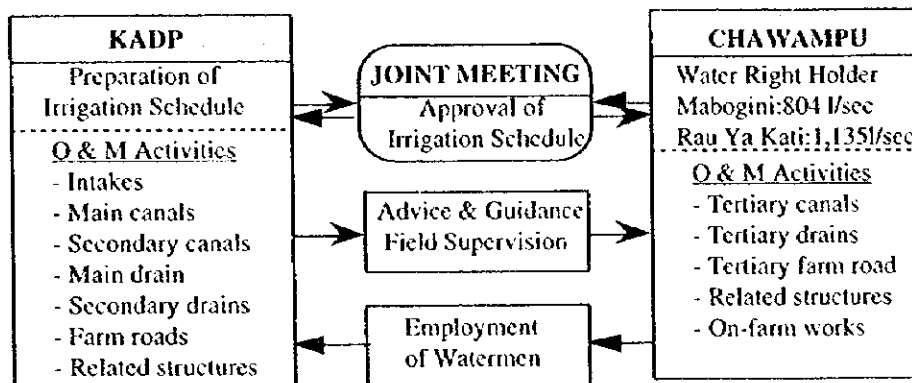 KADP
Preparation of
Irrigation Schedule
O & M Activities
- Intakes
- Main canals
- Secondary canals
- Main drain
- Secondary drains
- Farm roads
- Related structures
JOINT MEETING
Approval of
Irrigation Schedule
Advice & Guidance
Field Supervision
Employment
of Watermen
CHAWAMPU
Water Right Holder
Mabogini:804 l/sec
Rau Ya Kati:1,135l/sec
O & M Activities
- Tertiary canals
- Tertiary drains
- Tertiary farm road
- Related structures
- On-farm works